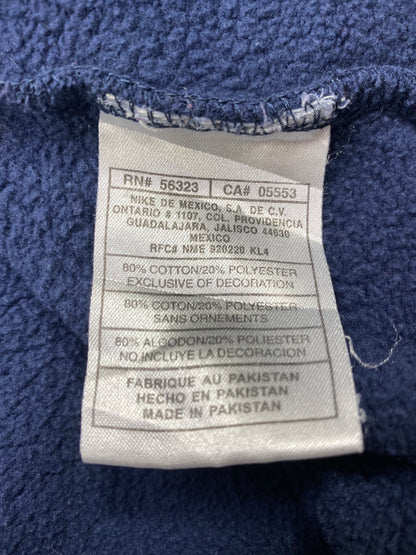 RN# 56323 CA# 05553
NIKE DE MEXICO, S.A. DE C.V.
ONTARIO # 1107, COL. PROVIDENCIA
GUADALAJARA, JALISCO 44630
MEXICO
RFC# NME 920220 KL4
80% COTTON/20% POLYESTER
EXCLUSIVE OF DECORATION
80% COTON/20% POLYESTER
SANS ORNEMENTS
80% ALGODON/20% POLIESTER
NO INCLUYE LA DECORACION
FABRIQUE AU PAKISTAN
HECHO EN PAKISTAN
MADE IN PAKISTAN